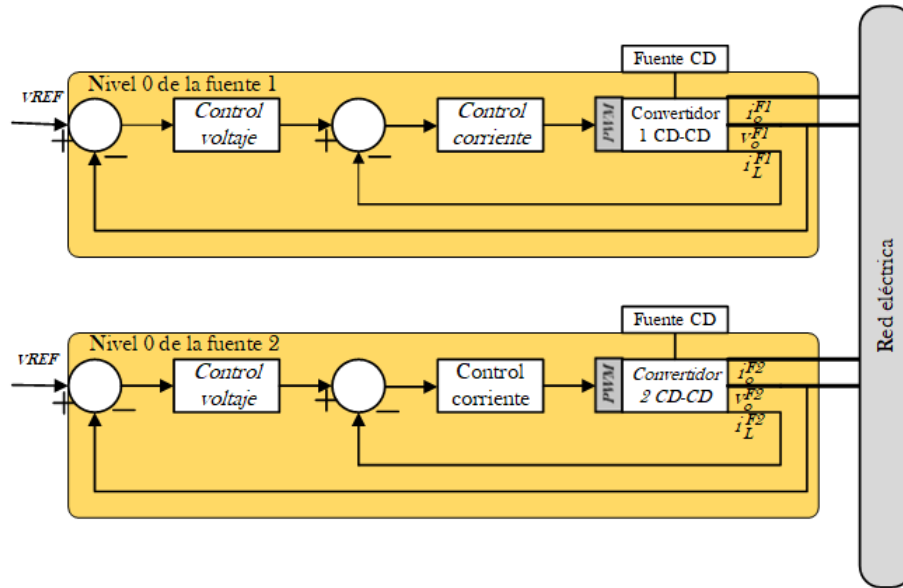 Fuente CD
Nivel 0 de la fuente 1
VREF
+
−
Control
voltaje
+
−
Control
corriente
PWM
Convertidor
1 CD-CD
i_o^F1
v_o^F1
i_L^F1
Red eléctrica
Fuente CD
Nivel 0 de la fuente 2
VREF
+
−
Control
voltaje
+
−
Control
corriente
PWM
Convertidor
2 CD-CD
i_o^F2
v_o^F2
i_L^F2